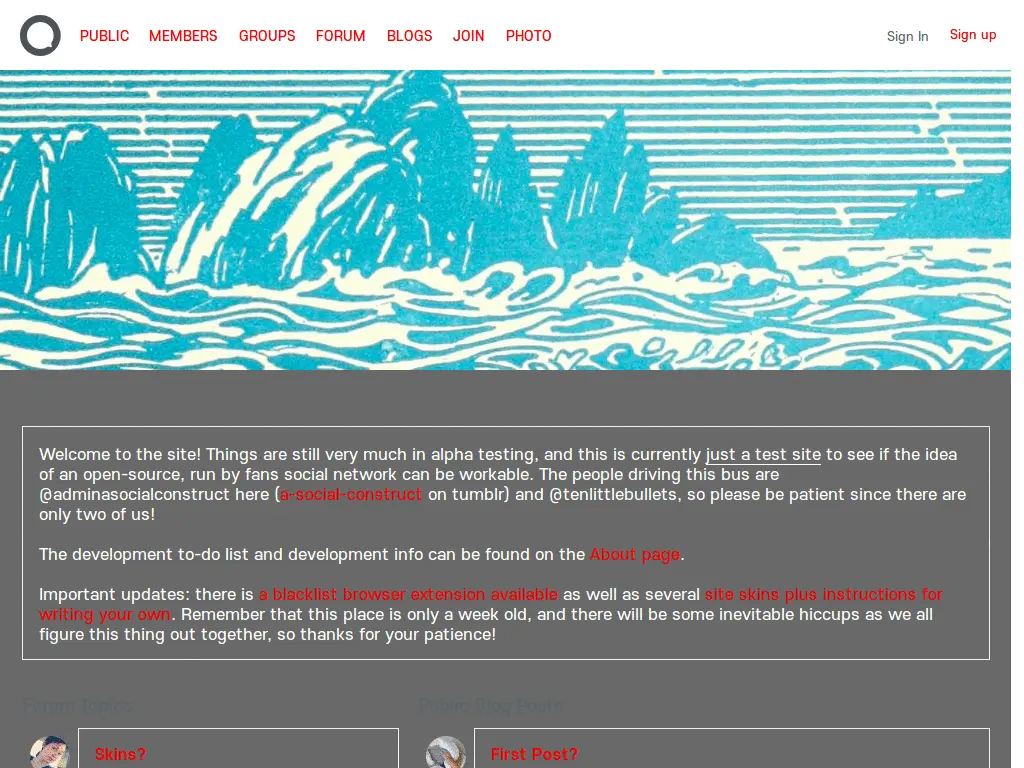 PUBLIC MEMBERS GROUPS FORUM BLOGS JOIN PHOTO Sign In Sign up
Welcome to the site! Things are still very much in alpha testing, and this is currently just a test site to see if the idea
of an open-source, run by fans social network can be workable. The people driving this bus are
@adminasocialconstruct here (a-social-construct on tumblr) and @tenlittlebullets, so please be patient since there are
only two of us!
The development to-do list and development info can be found on the About page.
Important updates: there is a blacklist browser extension available as well as several site skins plus instructions for
writing your own. Remember that this place is only a week old, and there will be some inevitable hiccups as we all
figure this thing out together, so thanks for your patience!
Forum Topics
Public Blog Posts
Skins?
First Post?